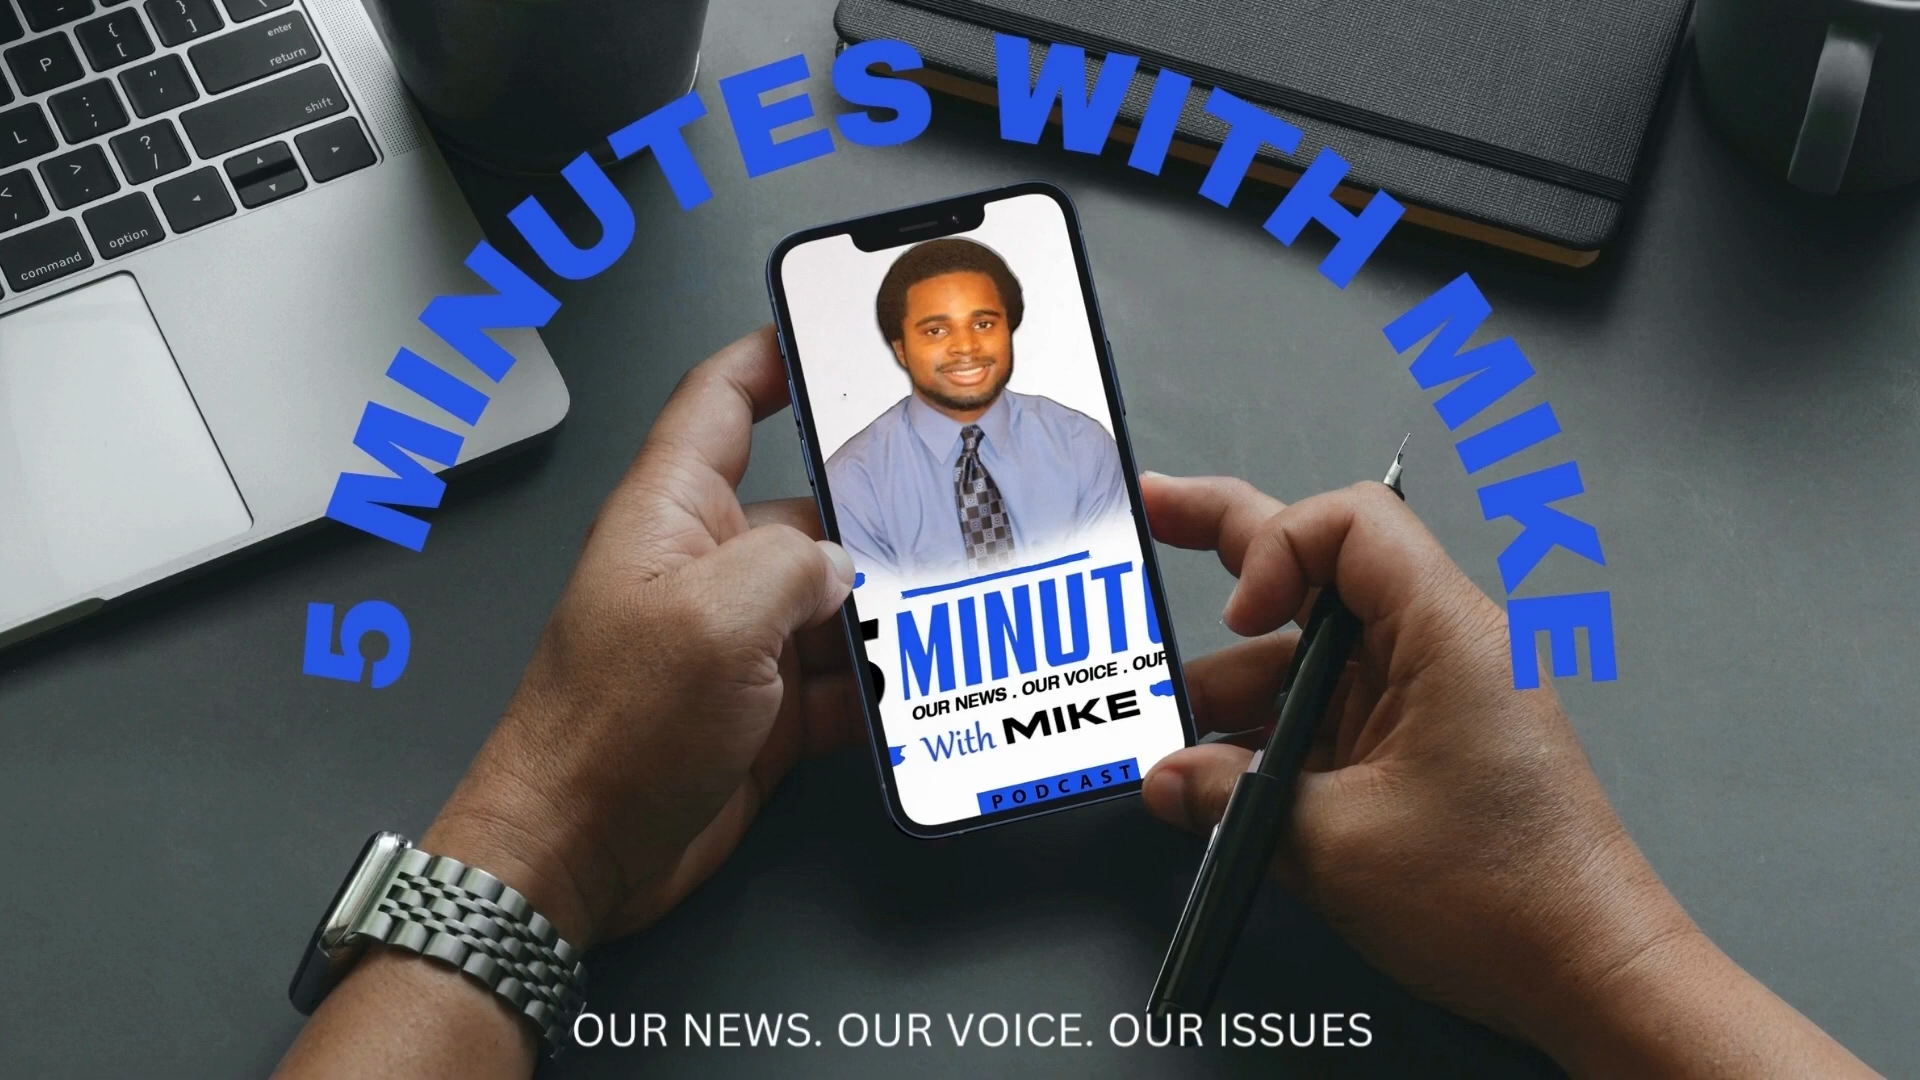 5 MINUTES WITH MIKE
5 MINUT
OUR NEWS . OUR VOICE . OUR
With MIKE
PODCAST
OUR NEWS. OUR VOICE. OUR ISSUES
enter
return
P
{
[
}
]
"
'
shift
L
:
;
?
/
>
.
<
,
option
command